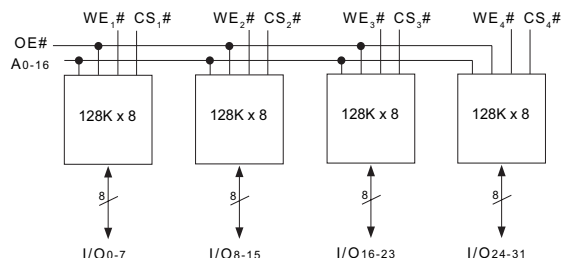 WE1# CS1# WE2# CS2# WE3# CS3# WE4# CS4#
OE#
A0-16
128K x 8 128K x 8 128K x 8 128K x 8
8 8 8 8
I/O0-7 I/O8-15 I/O16-23 I/O24-31